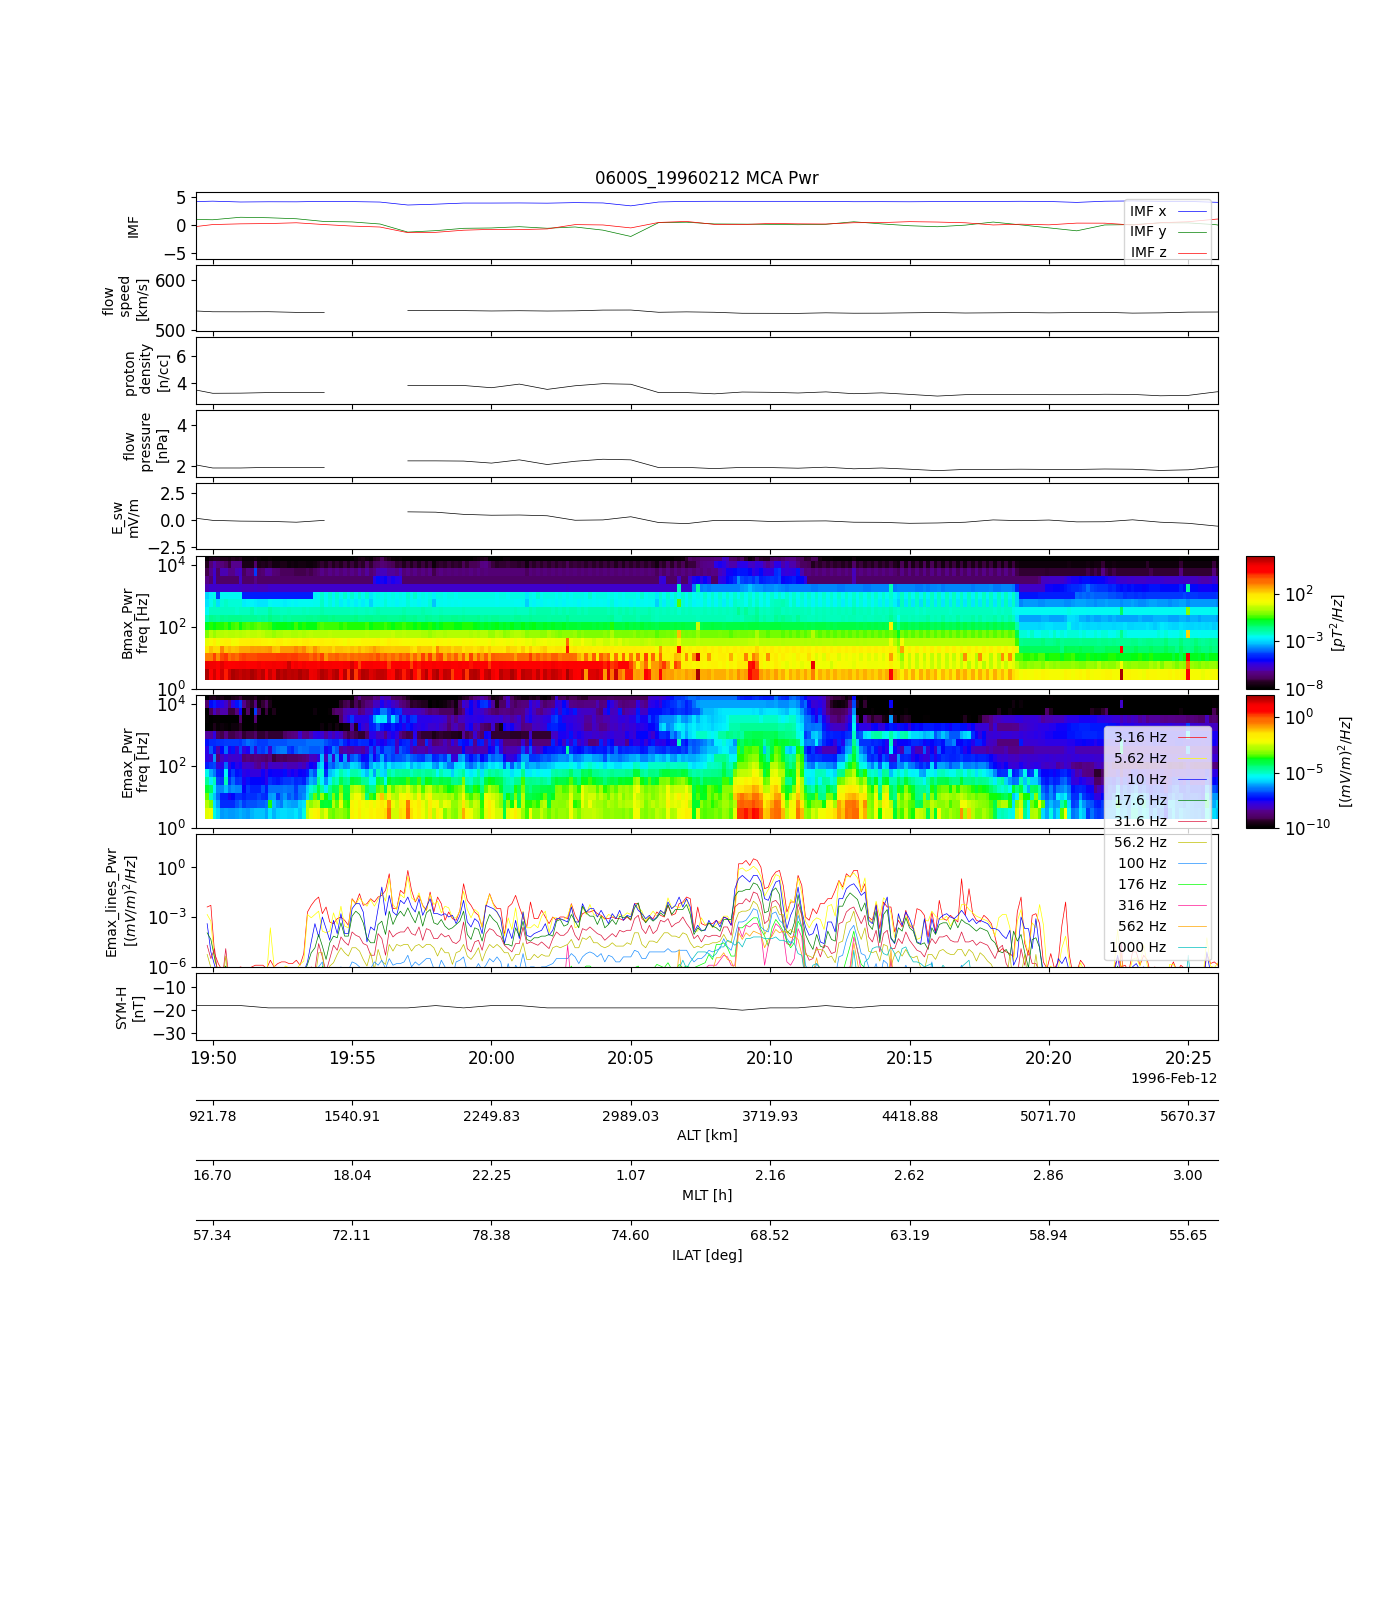 0600S_19960212 MCA Pwr
5
0
−5
IMF
IMF x
IMF y
IMF z
600
500
flow
speed
[km/s]
6
4
proton
density
[n/cc]
4
2
flow
pressure
[nPa]
2.5
0.0
−2.5
E_sw
mV/m
10^4
10^2
10^0
Bmax_Pwr
freq [Hz]
10^2
10^−3
10^−8
[pT^2/Hz]
10^4
10^2
10^0
Emax_Pwr
freq [Hz]
10^0
10^−5
10^−10
[(mV/m)^2/Hz]
3.16 Hz
5.62 Hz
10 Hz
17.6 Hz
31.6 Hz
56.2 Hz
100 Hz
176 Hz
316 Hz
562 Hz
1000 Hz
10^0
10^−3
10^−6
Emax_lines_Pwr
[(mV/m)^2/Hz]
−10
−20
−30
SYM-H
[nT]
19:50 19:55 20:00 20:05 20:10 20:15 20:20 20:25
1996-Feb-12
921.78 1540.91 2249.83 2989.03 3719.93 4418.88 5071.70 5670.37
ALT [km]
16.70 18.04 22.25 1.07 2.16 2.62 2.86 3.00
MLT [h]
57.34 72.11 78.38 74.60 68.52 63.19 58.94 55.65
ILAT [deg]